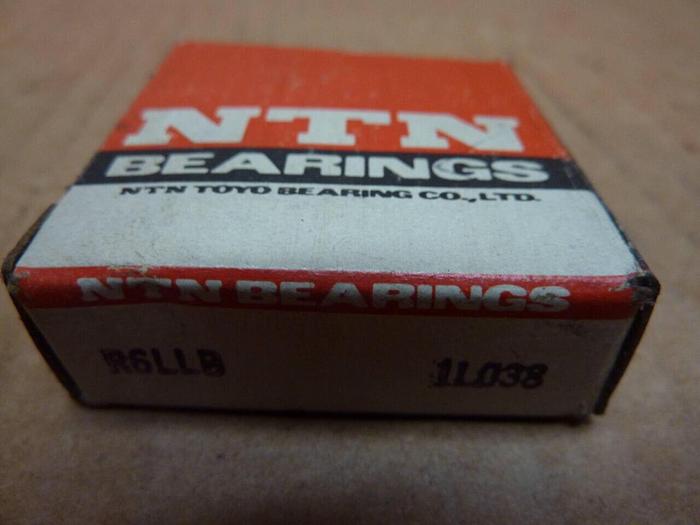 NTN
BEARINGS
NTN TOYO BEARING CO.,LTD.
NTN BEARINGS
R6LLB 1L038